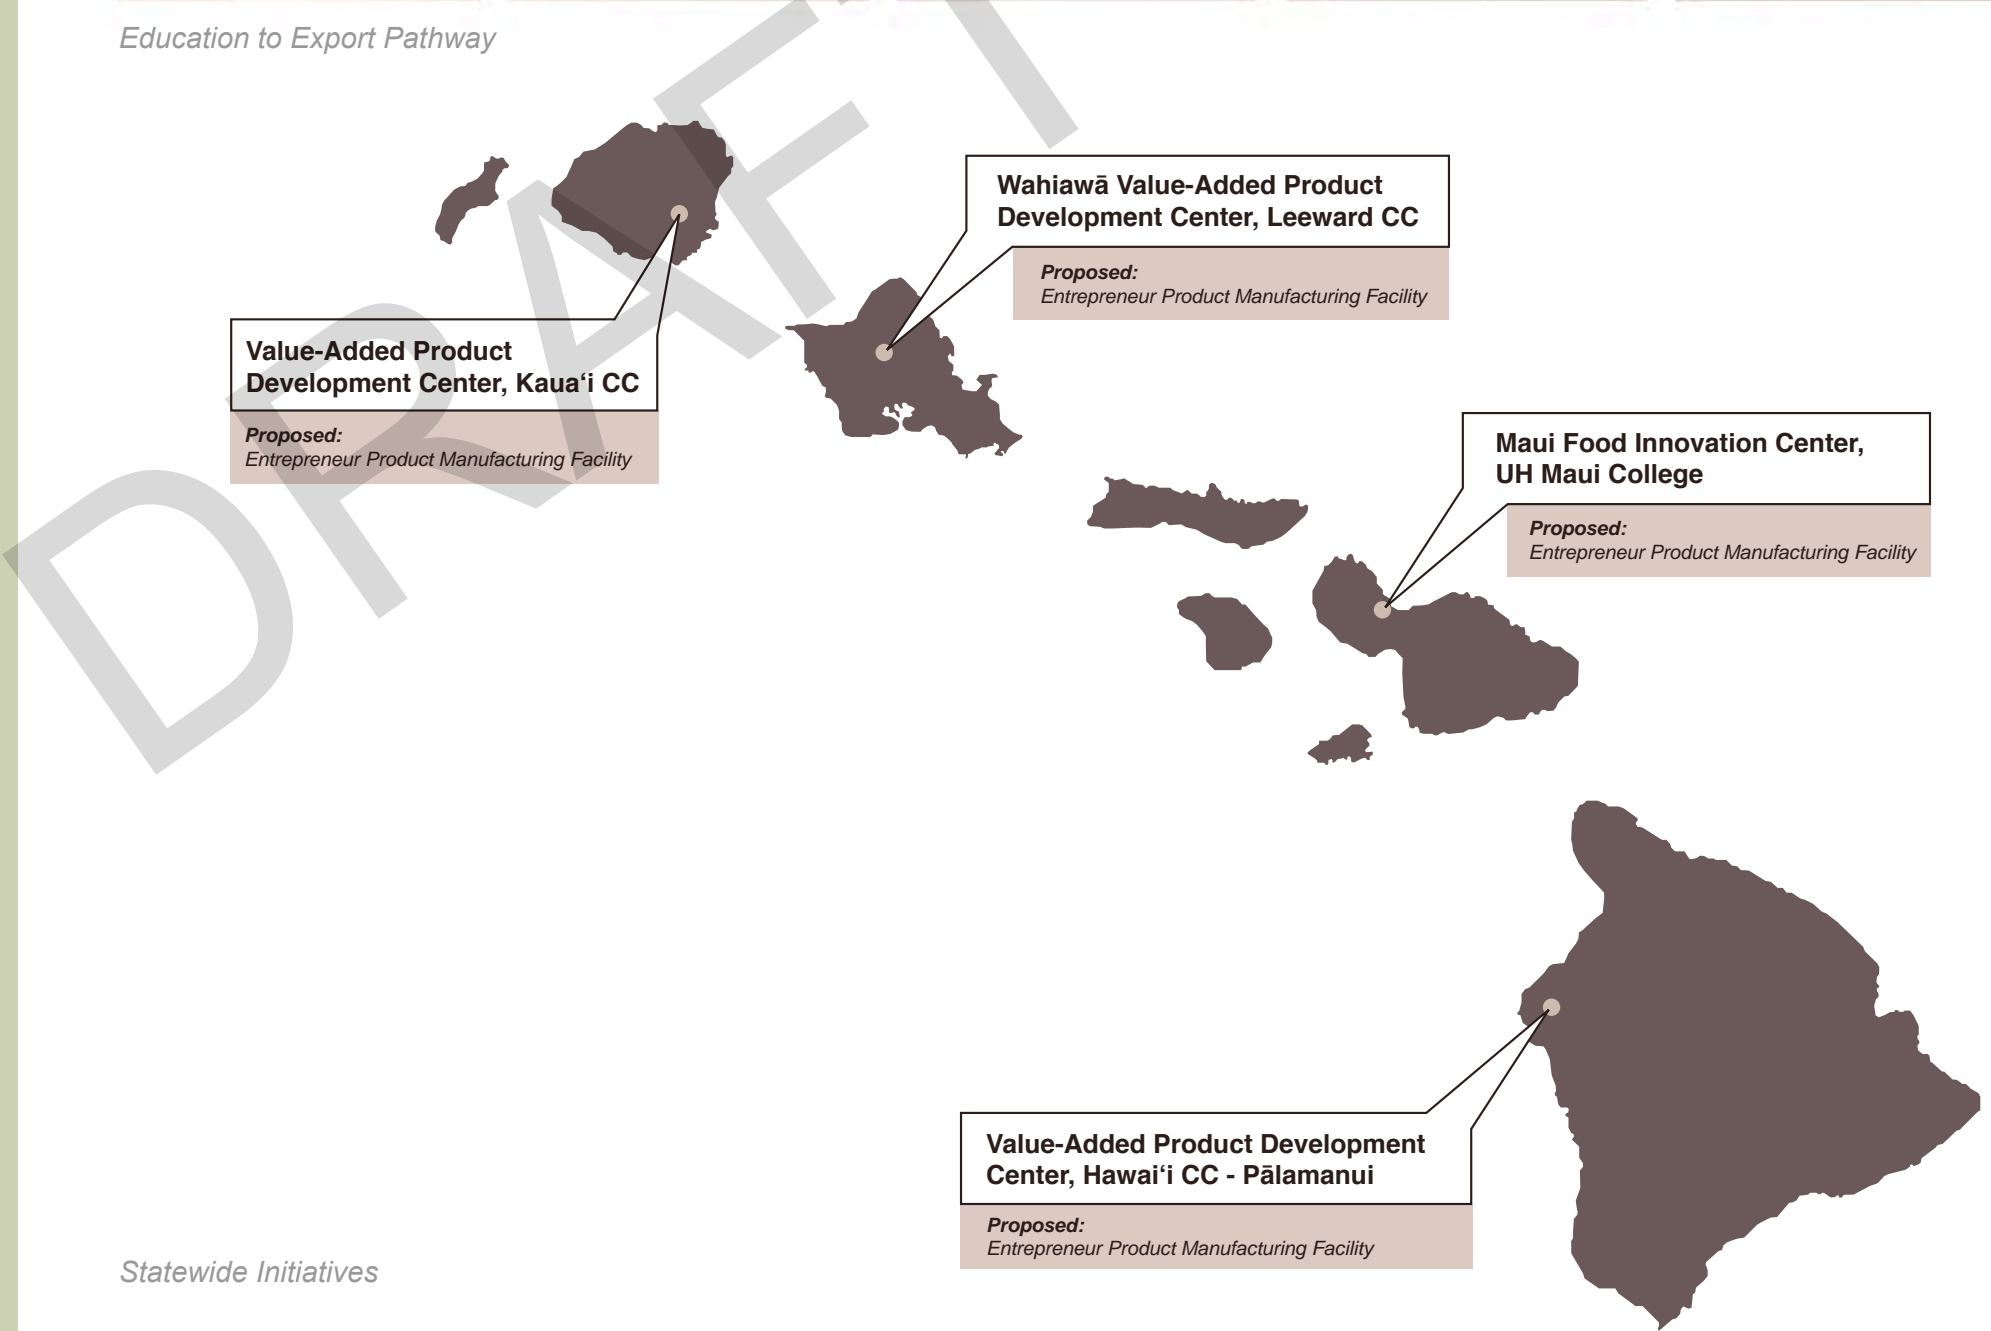 Education to Export Pathway
DRAFT
Wahiawā Value-Added Product
Development Center, Leeward CC
Proposed:
Entrepreneur Product Manufacturing Facility
Value-Added Product
Development Center, Kauaʻi CC
Proposed:
Entrepreneur Product Manufacturing Facility
Maui Food Innovation Center,
UH Maui College
Proposed:
Entrepreneur Product Manufacturing Facility
Value-Added Product Development
Center, Hawaiʻi CC - Pālamanui
Proposed:
Entrepreneur Product Manufacturing Facility
Statewide Initiatives